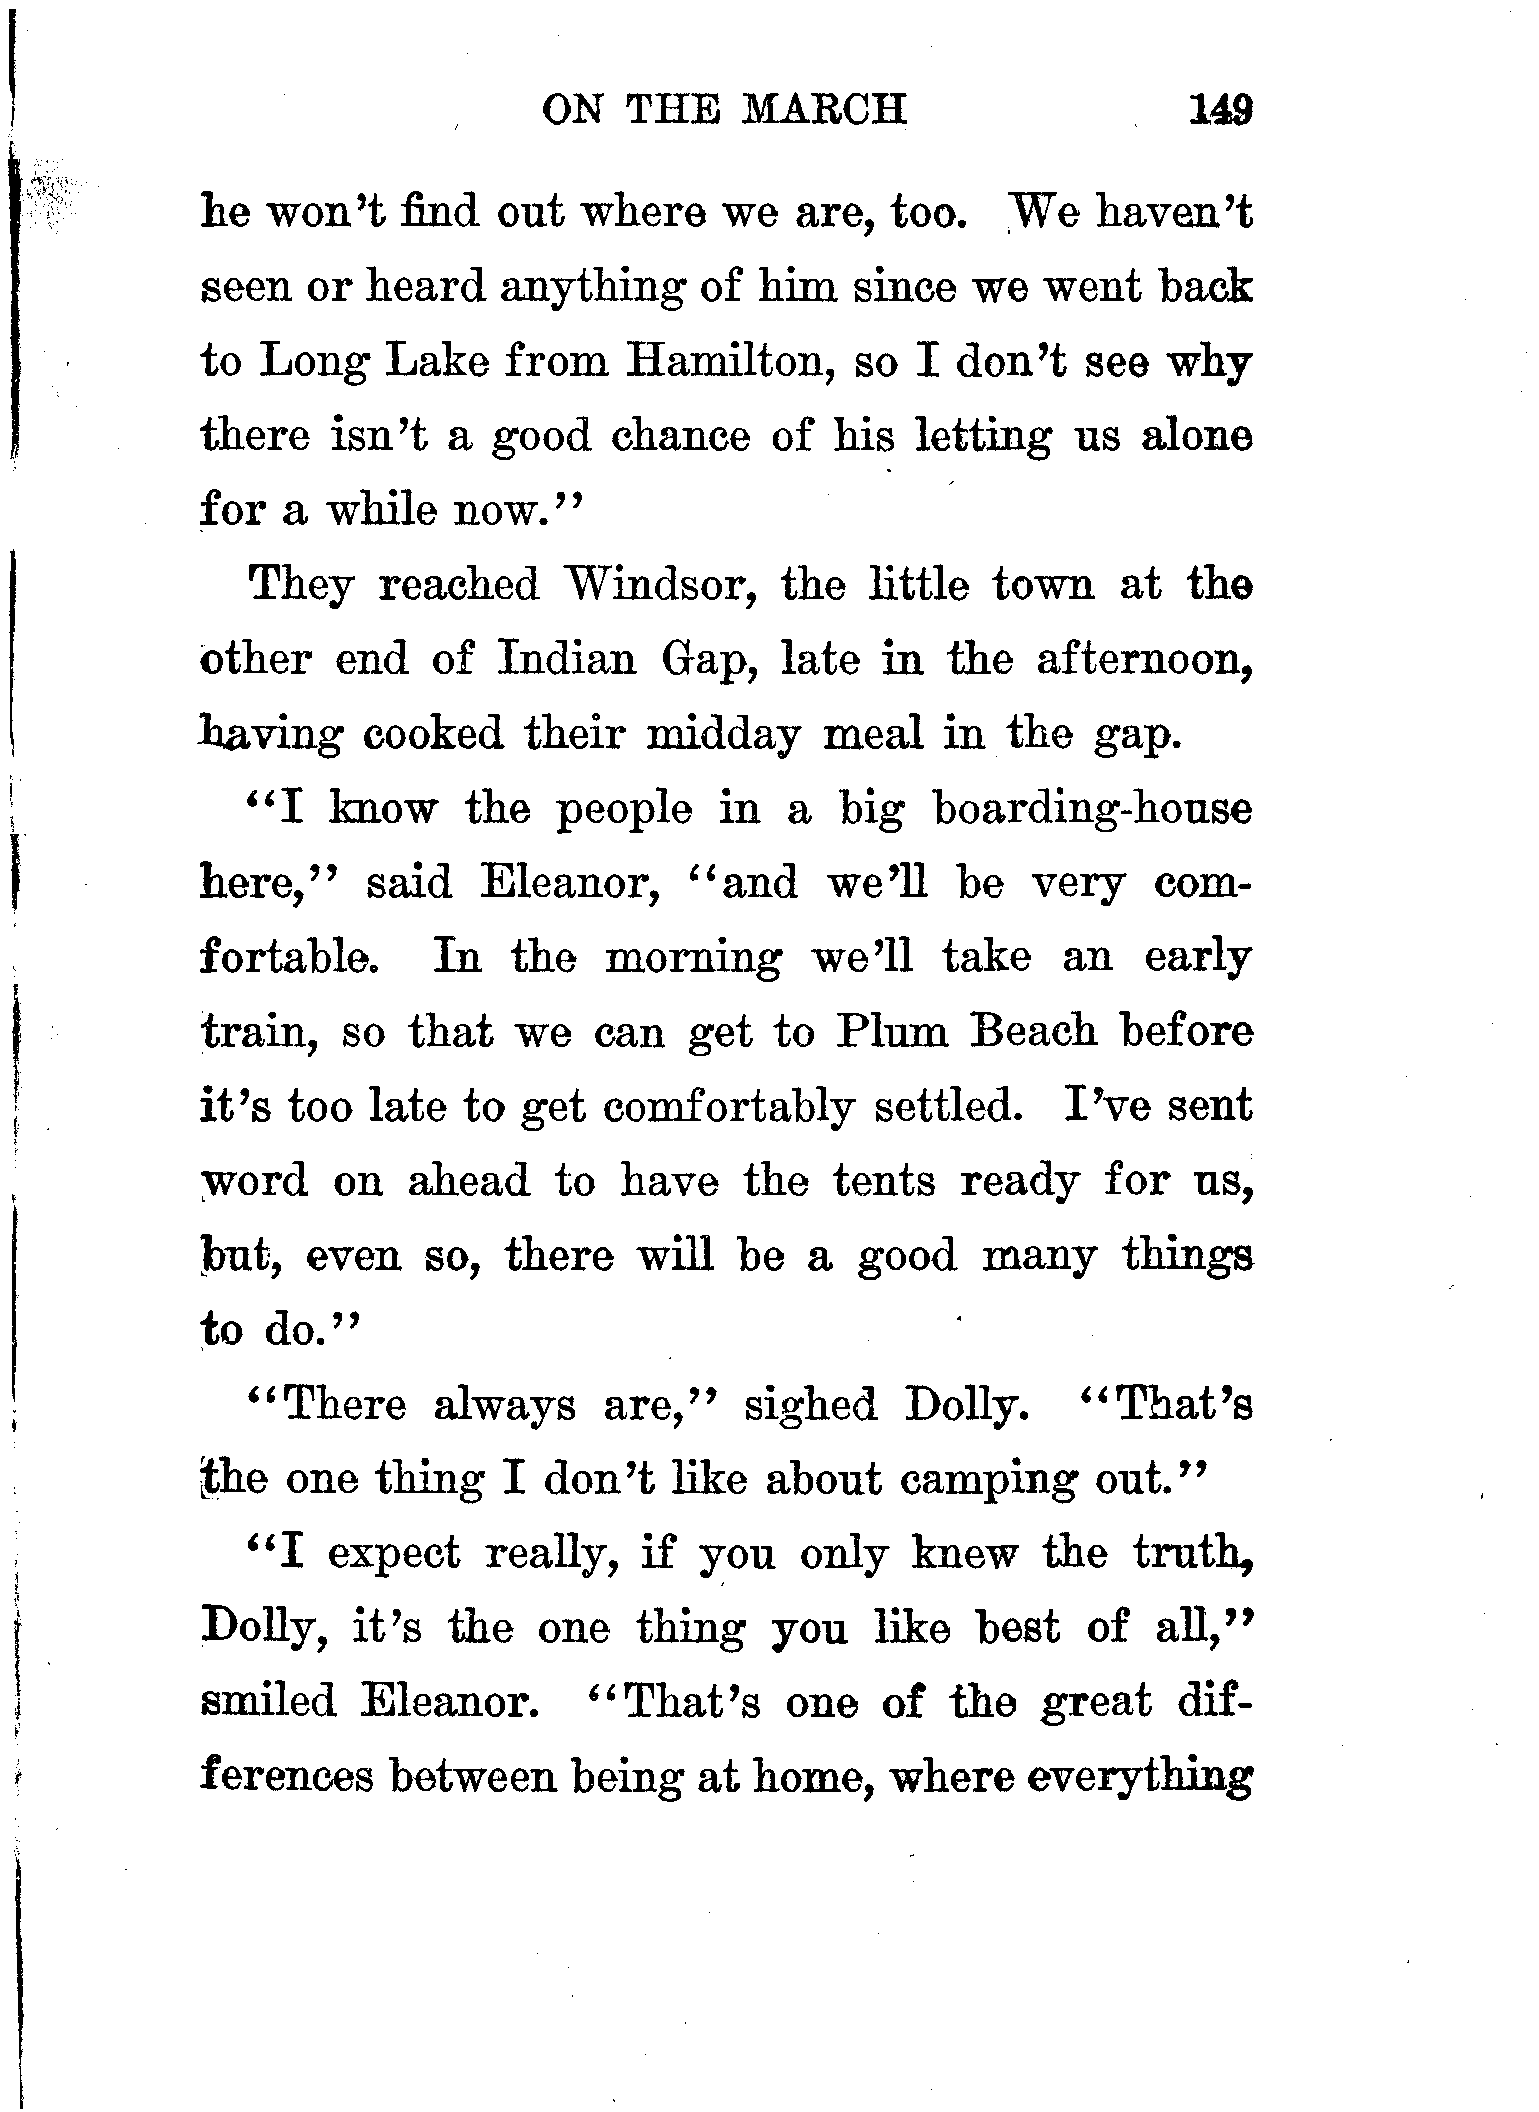 ON THE MARCH 149
he won't find out where we are, too. We haven't
seen or heard anything of him since we went back
to Long Lake from Hamilton, so I don't see why
there isn't a good chance of his letting us alone
for a while now."
They reached Windsor, the little town at the
other end of Indian Gap, late in the afternoon,
having cooked their midday meal in the gap.
"I know the people in a big boarding-house
here," said Eleanor, "and we'll be very com-
fortable. In the morning we'll take an early
train, so that we can get to Plum Beach before
it's too late to get comfortably settled. I've sent
word on ahead to have the tents ready for us,
but, even so, there will be a good many things
to do."
"There always are," sighed Dolly. "That's
the one thing I don't like about camping out."
"I expect really, if you only knew the truth,
Dolly, it's the one thing you like best of all,"
smiled Eleanor. "That's one of the great dif-
ferences between being at home, where everything